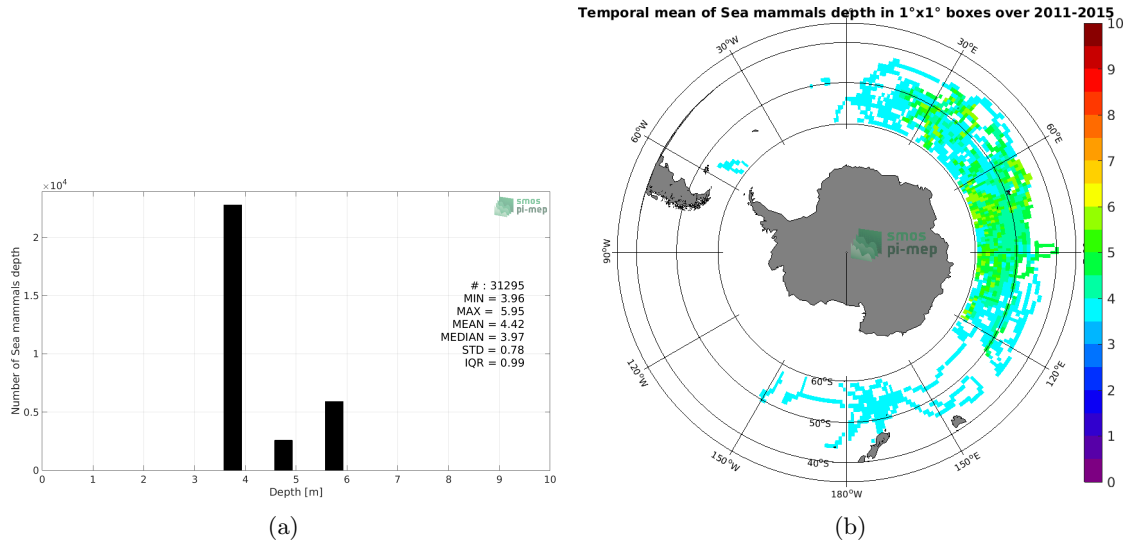 Temporal mean of Sea mammals depth in 1°x1° boxes over 2011-2015
×10⁴
Number of Sea mammals depth
2
1.5
1
0.5
0
0
1
2
3
4
5
6
7
8
9
10
Depth [m]
smos
pi-mep
# : 31295
MIN = 3.96
MAX = 5.95
MEAN = 4.42
MEDIAN = 3.97
STD = 0.78
IQR = 0.99
(a)
30°W
30°E
60°W
60°E
90°W
120°W
120°E
150°W
150°E
180°W
60°S
50°S
40°S
smos
pi-mep
10
9
8
7
6
5
4
3
2
1
0
(b)